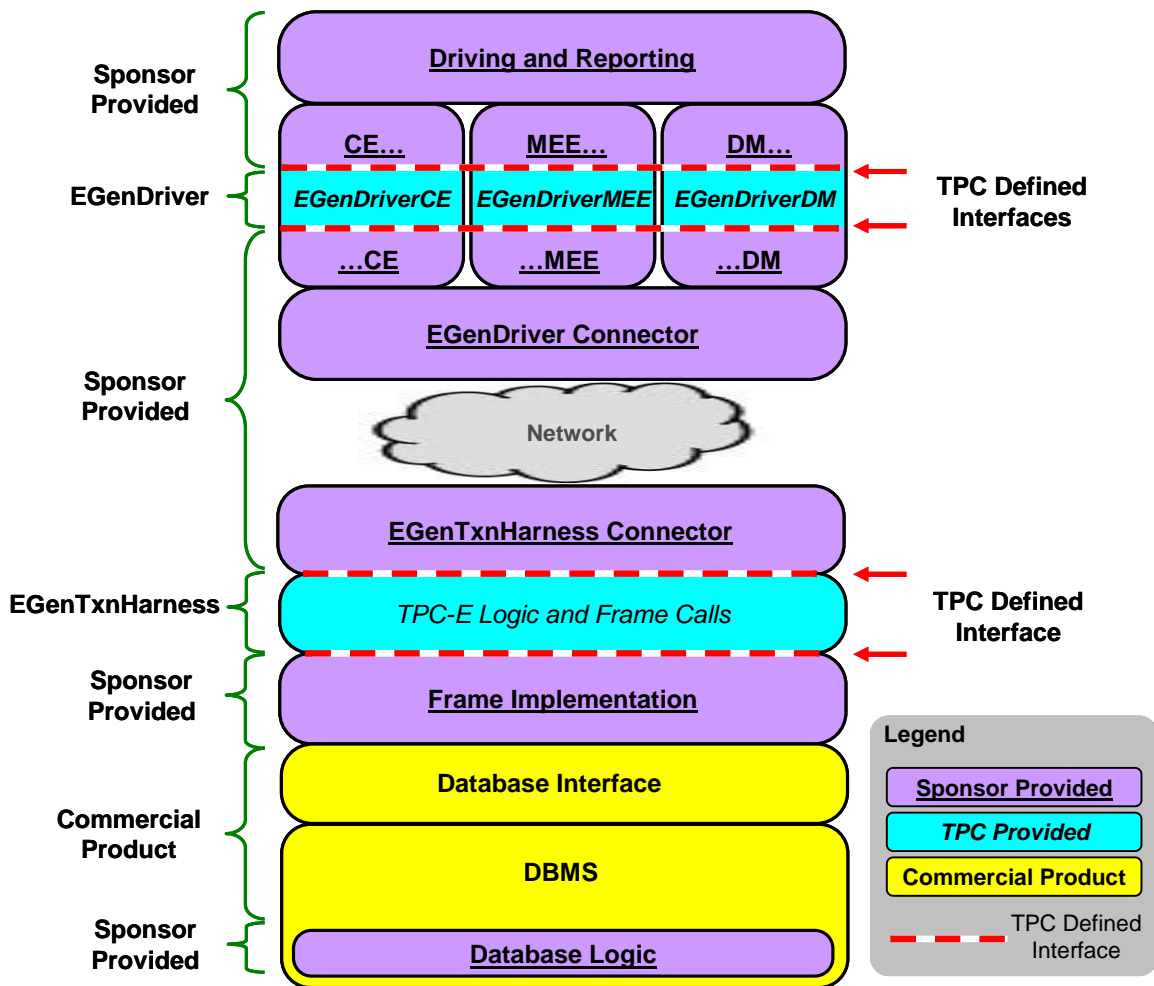 Driving and Reporting
Sponsor
Provided
CE…
MEE…
DM…
EGenDriver
EGenDriverCE
EGenDriverMEE
EGenDriverDM
TPC Defined
Interfaces
…CE
…MEE
…DM
EGenDriver Connector
Sponsor
Provided
Network
EGenTxnHarness Connector
EGenTxnHarness
TPC-E Logic and Frame Calls
TPC Defined
Interface
Sponsor
Provided
Frame Implementation
Database Interface
Commercial
Product
DBMS
Sponsor
Provided
Database Logic
Legend
Sponsor Provided
TPC Provided
Commercial Product
TPC Defined
Interface